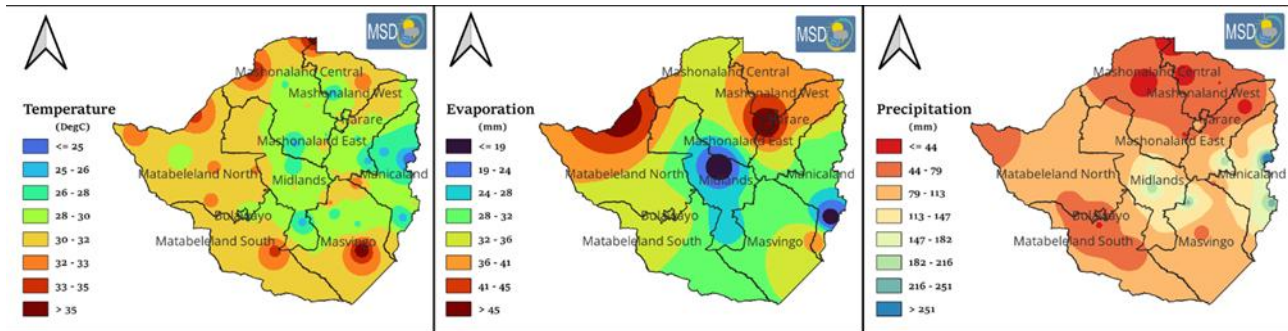 MSD
Mashonaland Central
Mashonaland West
Harare
Mashonaland East
Matabeleland North
Midlands
Manicaland
Bulawayo
Matabeleland South
Masvingo
Temperature
(DegC)
<= 25
25 - 26
26 - 28
28 - 30
30 - 32
32 - 33
33 - 35
> 35
MSD
Mashonaland Central
Mashonaland West
Harare
Mashonaland East
Matabeleland North
Midlands
Manicaland
Bulawayo
Matabeleland South
Masvingo
Evaporation
(mm)
<= 19
19 - 24
24 - 28
28 - 32
32 - 36
36 - 41
41 - 45
> 45
MSD
Mashonaland Central
Mashonaland West
Harare
Mashonaland East
Matabeleland North
Midlands
Manicaland
Bulawayo
Matabeleland South
Masvingo
Precipitation
(mm)
<= 44
44 - 79
79 - 113
113 - 147
147 - 182
182 - 216
216 - 251
> 251